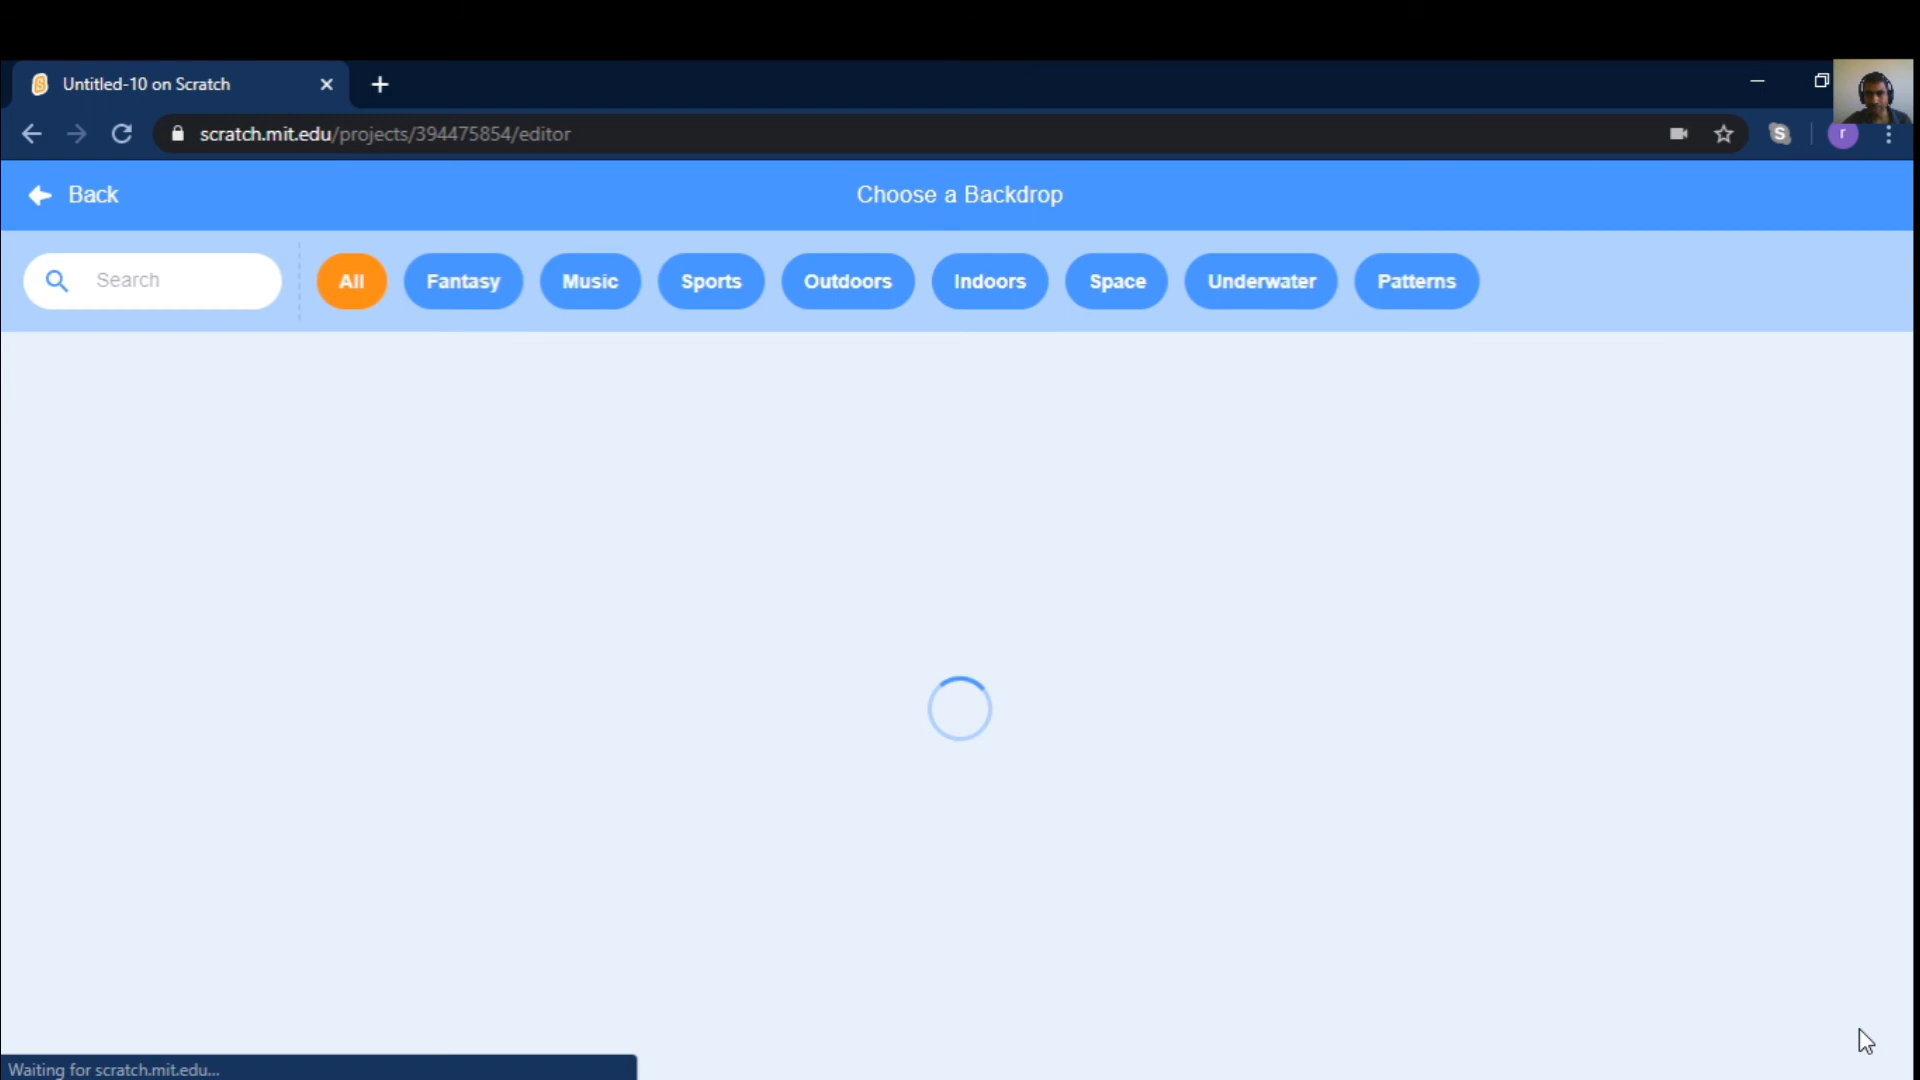 Untitled-10 on Scratch
scratch.mit.edu/projects/394475854/editor
S
r
Back
Choose a Backdrop
Search
All
Fantasy
Music
Sports
Outdoors
Indoors
Space
Underwater
Patterns
Waiting for scratch.mit.edu...